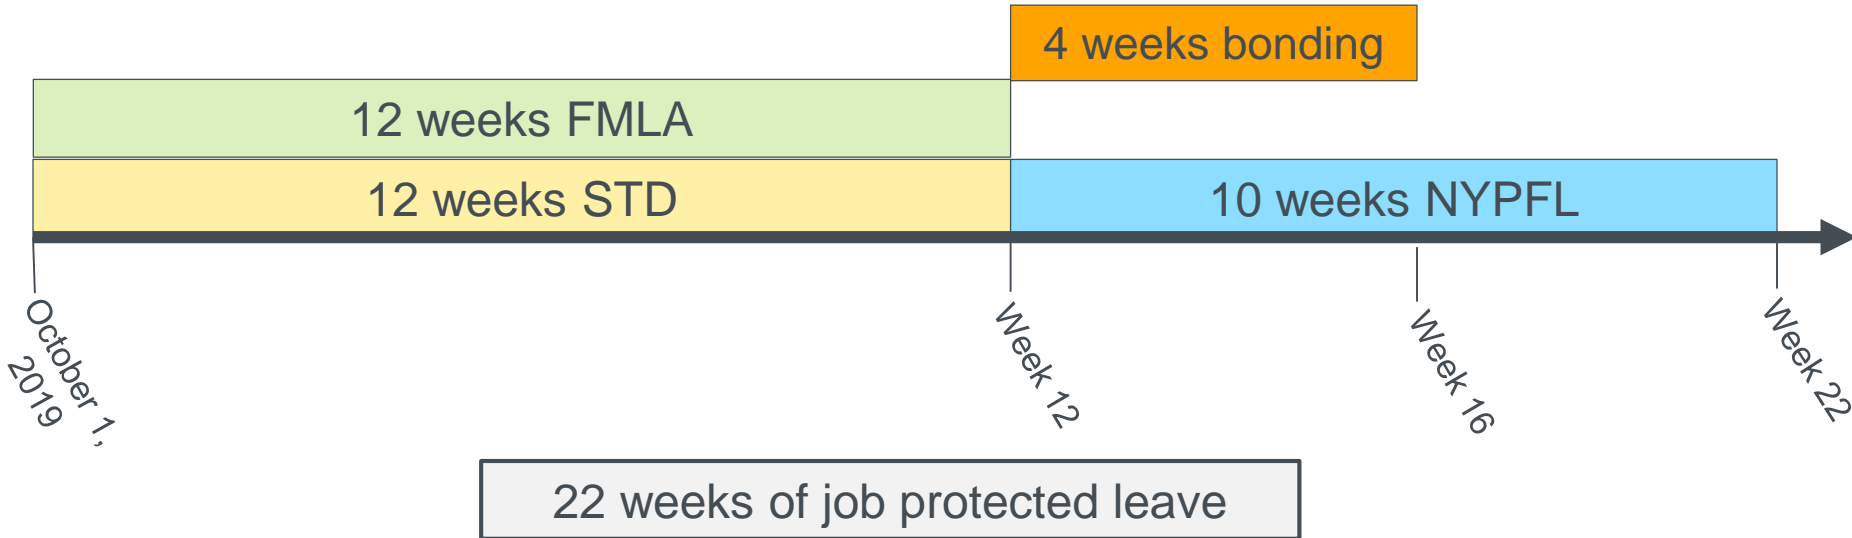 4 weeks bonding
12 weeks FMLA
12 weeks STD
10 weeks NYPFL
October 1,
2019
Week 12
Week 16
Week 22
22 weeks of job protected leave